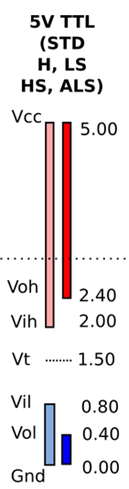 5V TTL
(STD
H, LS
HS, ALS)
Vcc 5.00
Voh 2.40
Vih 2.00
Vt 1.50
Vil 0.80
Vol 0.40
Gnd 0.00